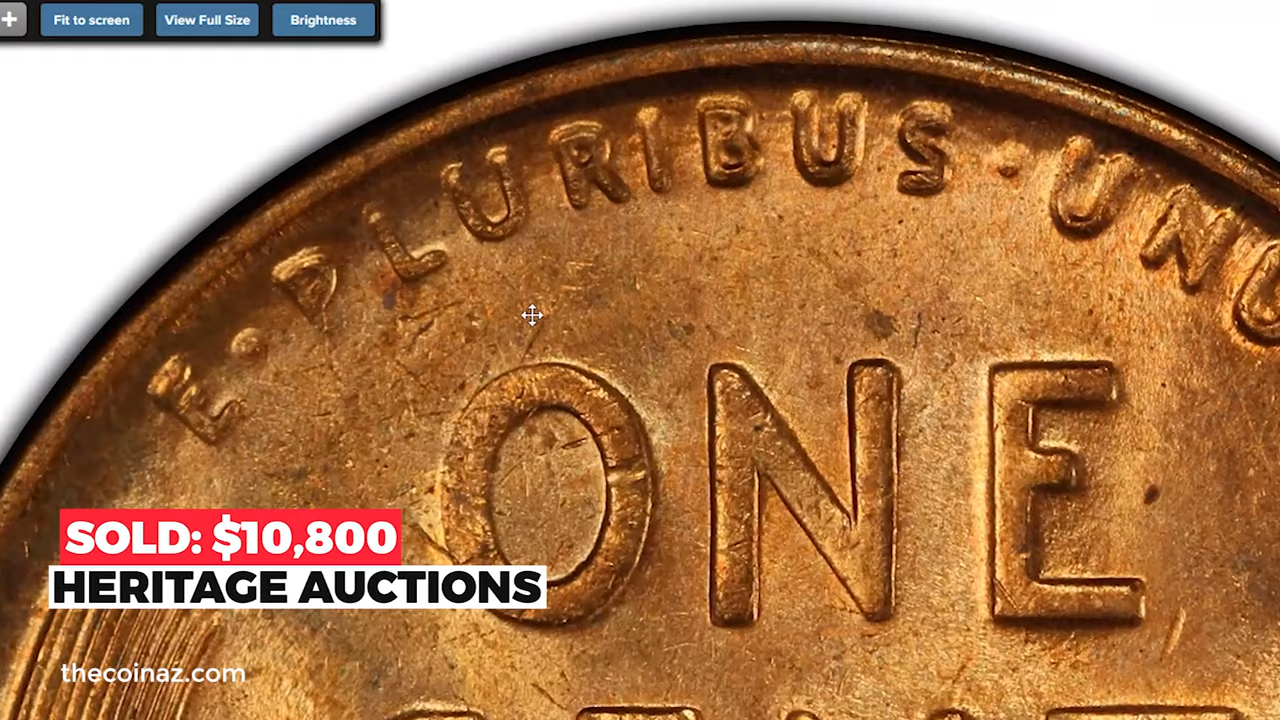 Fit to screen View Full Size Brightness
E·PLURIBUS·UNU
ONE
SOLD: $10,800
HERITAGE AUCTIONS
thecoinaz.com